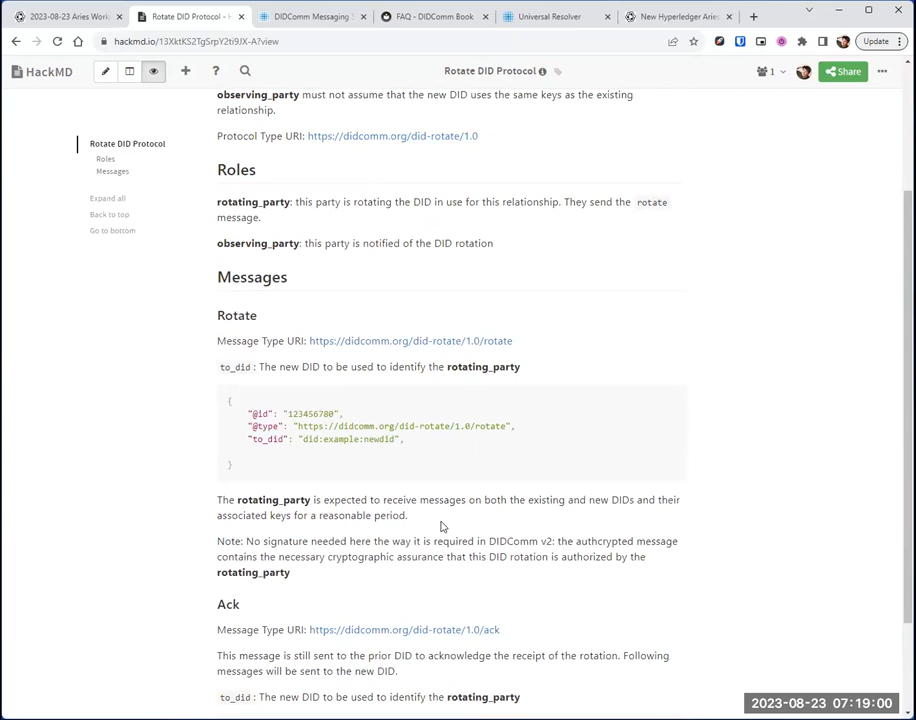 2023-08-23 Aries Work
Rotate DID Protocol - H
DIDComm Messaging
FAQ - DIDComm Book
Universal Resolver
New Hyperledger Aries
hackmd.io/13XktKS2TgSrpY2ti9JX-A?view
Update
HackMD
Rotate DID Protocol
1
Share
observing_party must not assume that the new DID uses the same keys as the existing
relationship.
Rotate DID Protocol
Roles
Messages
Expand all
Back to top
Go to bottom
Protocol Type URI: https://didcomm.org/did-rotate/1.0
Roles
rotating_party: this party is rotating the DID in use for this relationship. They send the rotate
message.
observing_party: this party is notified of the DID rotation
Messages
Rotate
Message Type URI: https://didcomm.org/did-rotate/1.0/rotate
to_did: The new DID to be used to identify the rotating_party
{
"@id": "123456780",
"@type": "https://didcomm.org/did-rotate/1.0/rotate",
"to_did": "did:example:newdid",
}
The rotating_party is expected to receive messages on both the existing and new DIDs and their
associated keys for a reasonable period.
Note: No signature needed here the way it is required in DIDComm v2: the authcrypted message
contains the necessary cryptographic assurance that this DID rotation is authorized by the
rotating_party
Ack
Message Type URI: https://didcomm.org/did-rotate/1.0/ack
This message is still sent to the prior DID to acknowledge the receipt of the rotation. Following
messages will be sent to the new DID.
to_did: The new DID to be used to identify the rotating_party
2023-08-23 07:19:00